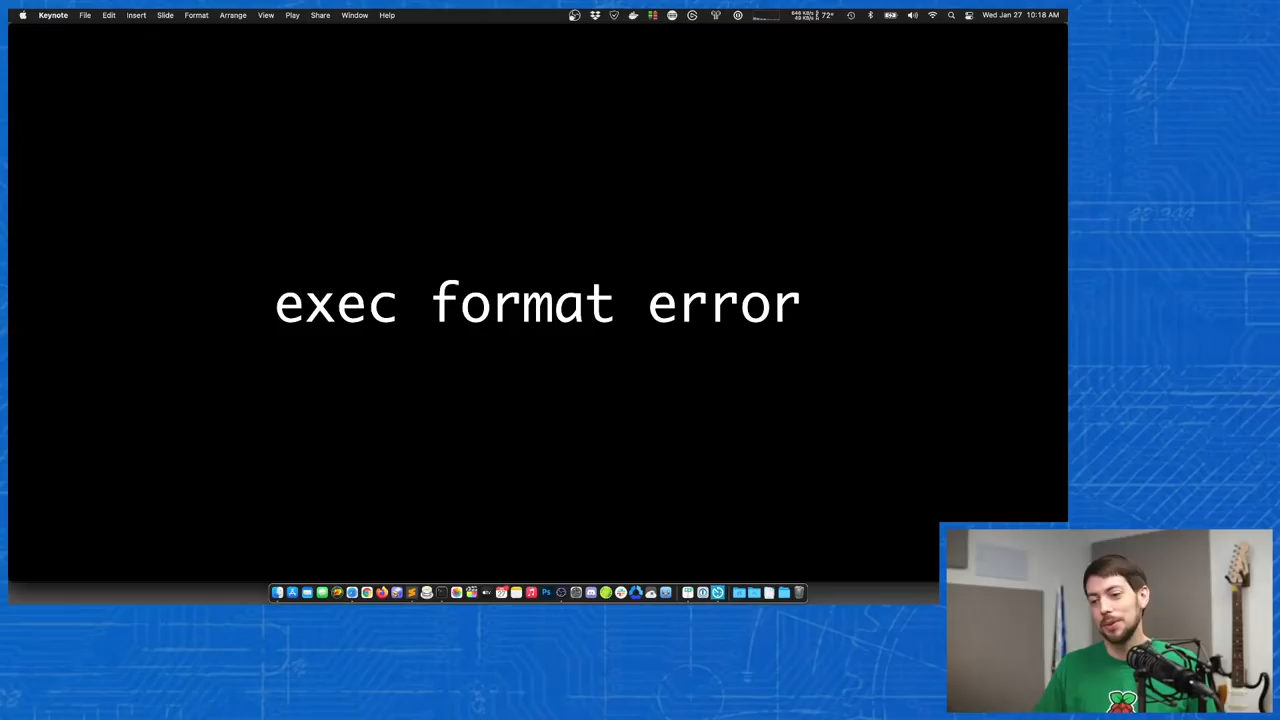 Keynote File Edit Insert Slide Format Arrange View Play Share Window Help 72° Wed Jan 27 10:18 AM
exec format error